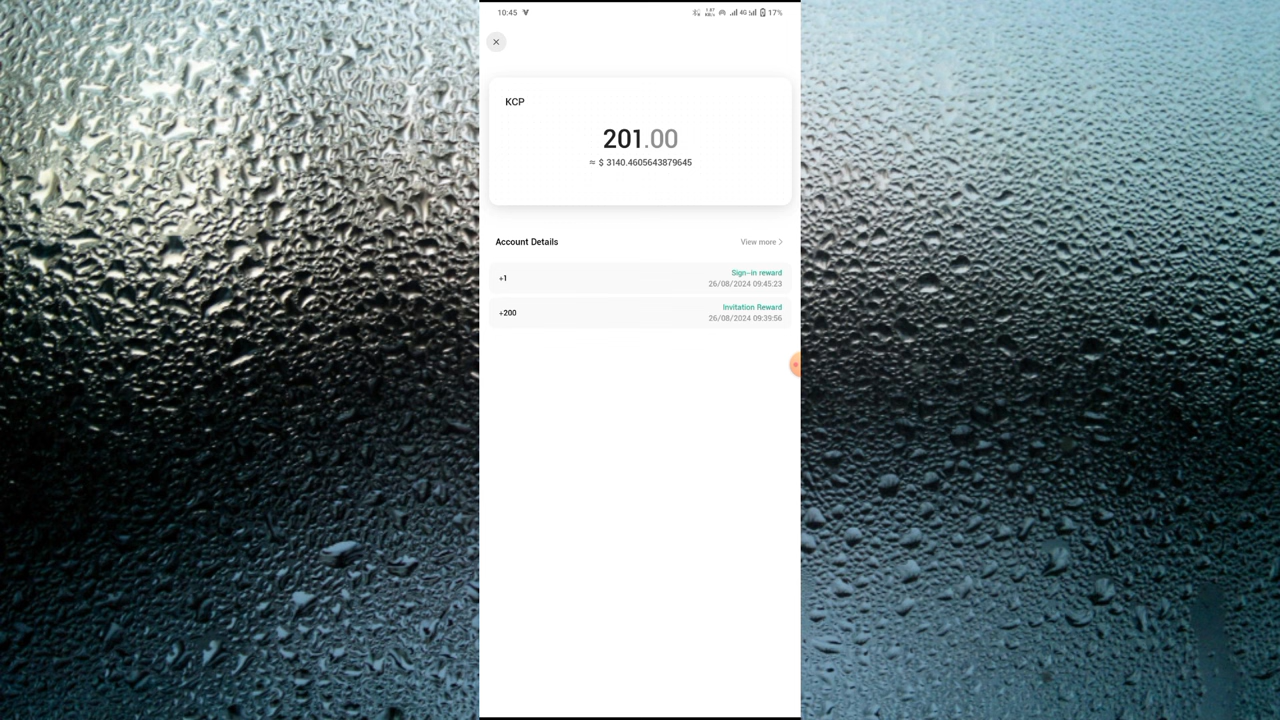 10:45
4G 17%
KCP
201.00
≈ $ 3140.4605643879645
Account Details
View more
+1
Sign-in reward
26/08/2024 09:45:23
+200
Invitation Reward
26/08/2024 09:39:56